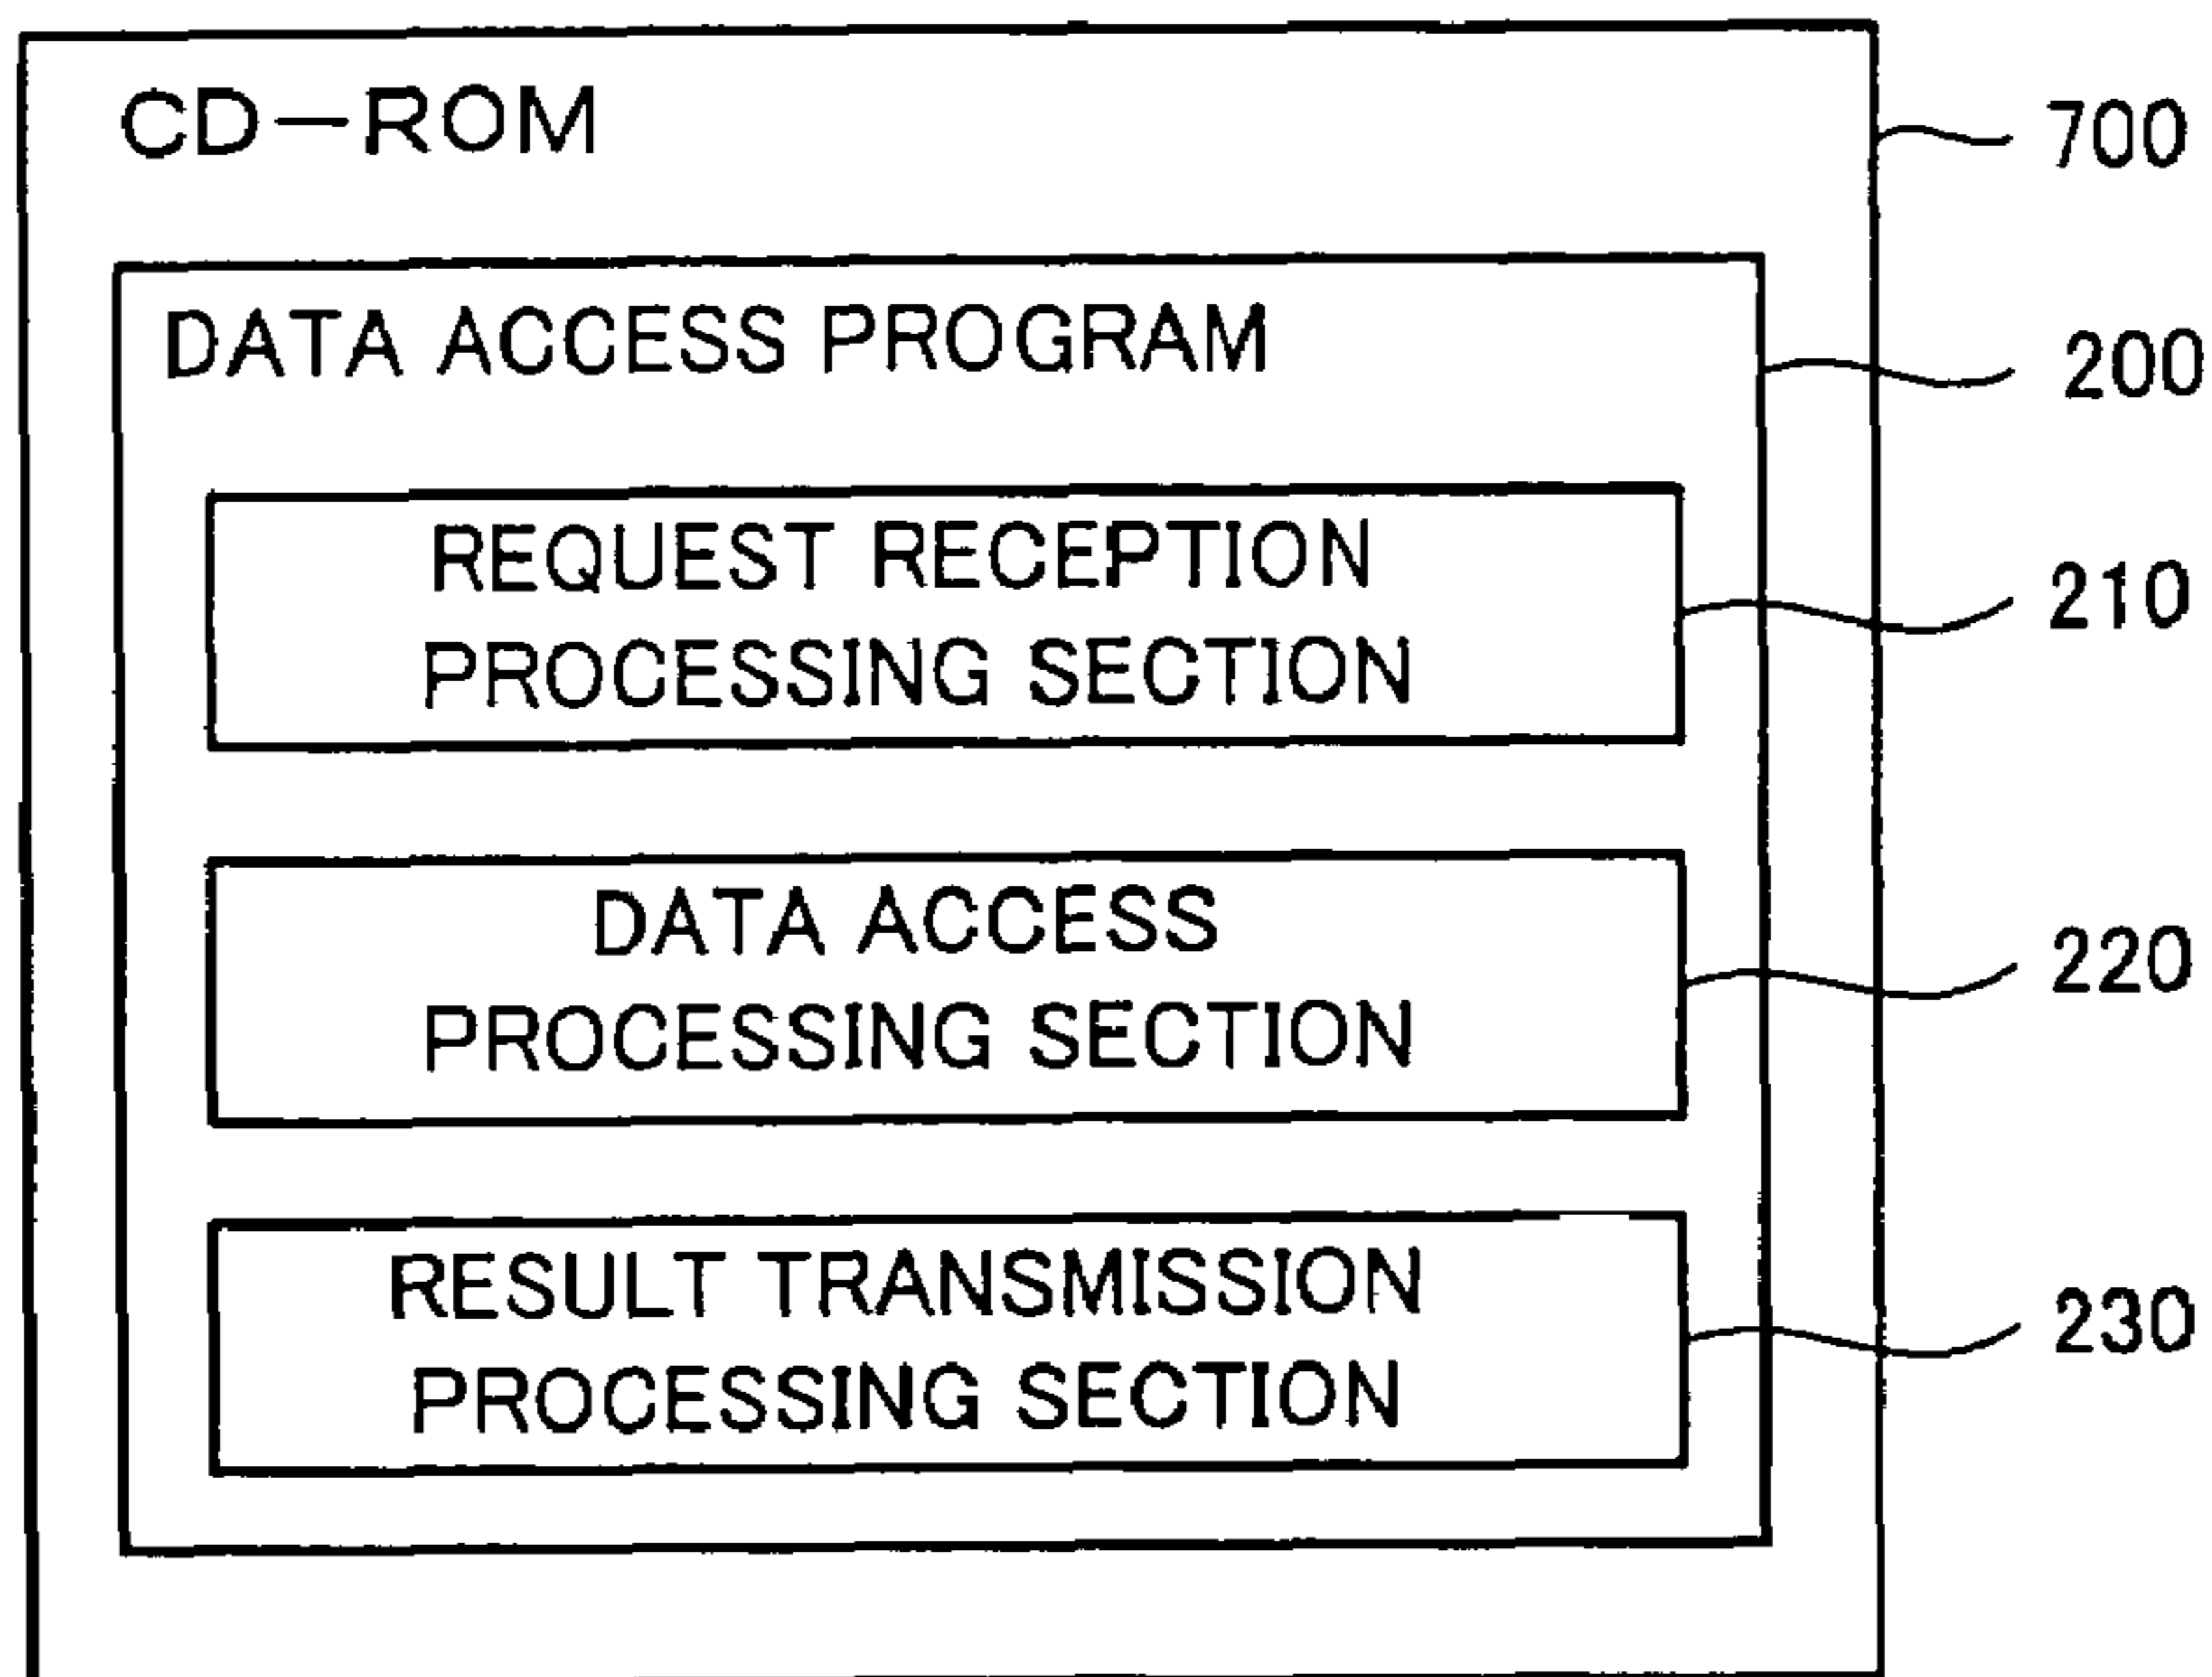 CD-ROM
700
DATA ACCESS PROGRAM
200
REQUEST RECEPTION
PROCESSING SECTION
210
DATA ACCESS
PROCESSING SECTION
220
RESULT TRANSMISSION
PROCESSING SECTION
230